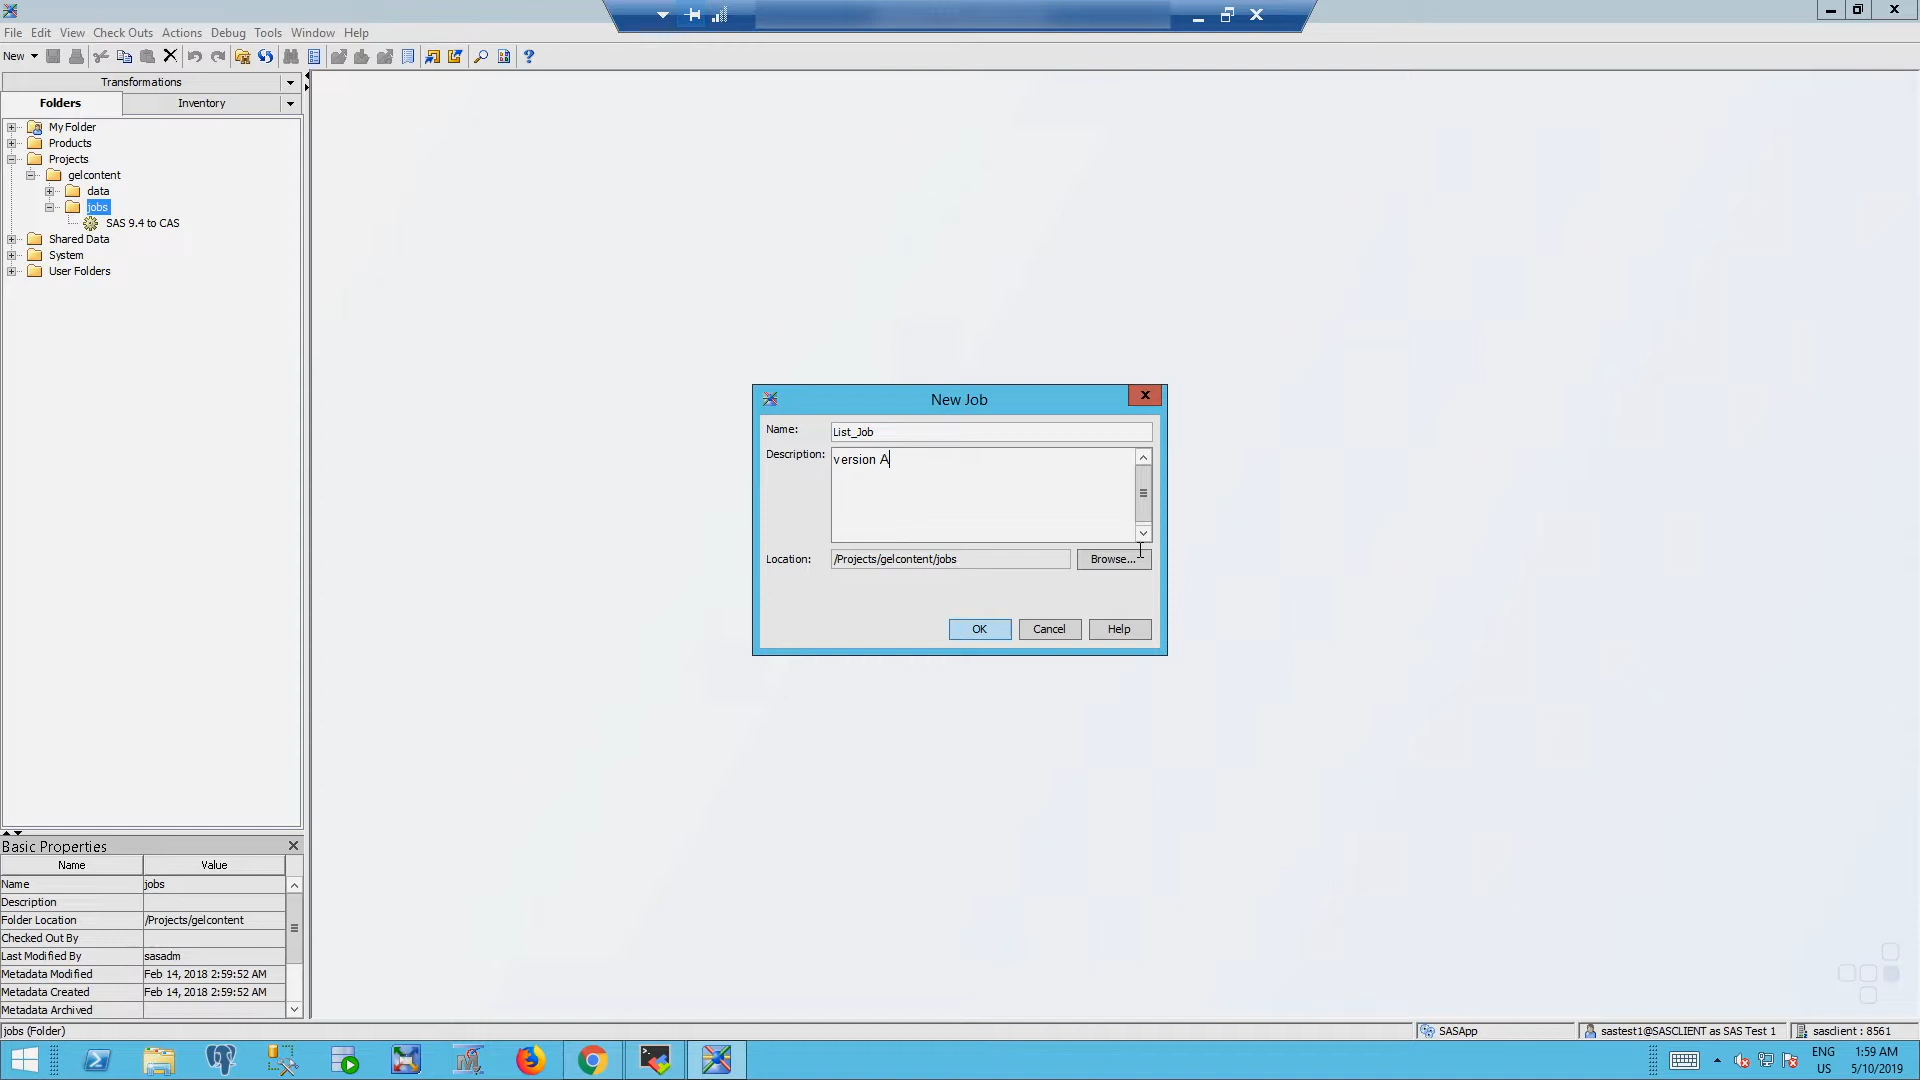 File Edit View Check Outs Actions Debug Tools Window Help
New
Transformations
Folders Inventory
My Folder
Products
Projects
gelcontent
data
jobs
SAS 9.4 to CAS
Shared Data
System
User Folders
New Job
Name: List_Job
Description: version A
Location: /Projects/gelcontent/jobs Browse...
OK Cancel Help
Basic Properties
Name Value
Name jobs
Description
Folder Location /Projects/gelcontent
Checked Out By
Last Modified By sasadm
Metadata Modified Feb 14, 2018 2:59:52 AM
Metadata Created Feb 14, 2018 2:59:52 AM
Metadata Archived
jobs (Folder) SASApp sastest1@SASCLIENT as SAS Test 1 sasclient : 8561
ENG 1:59 AM
US 5/10/2019